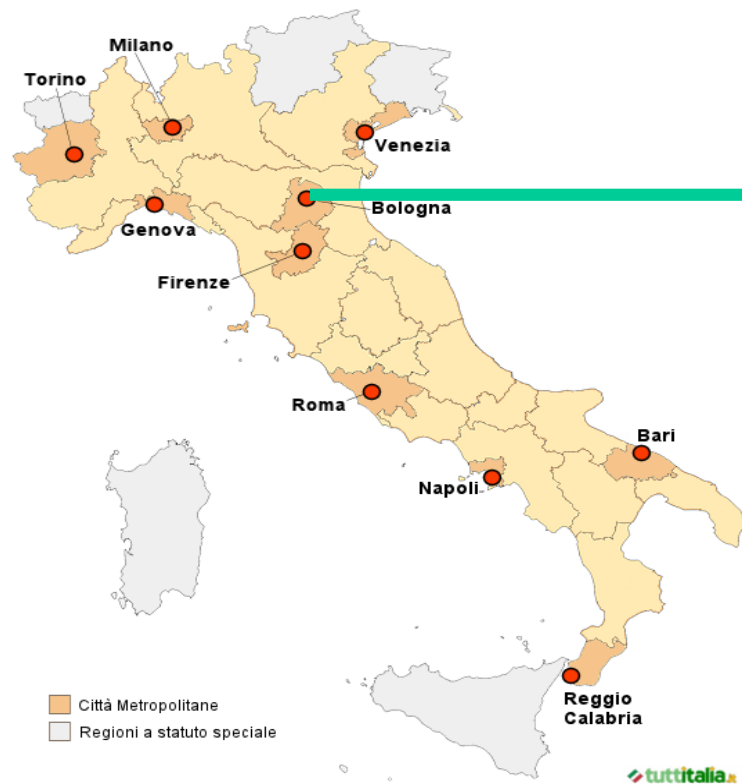 Milano
Torino
Venezia
Bologna
Genova
Firenze
Roma
Bari
Napoli
Reggio
Calabria
Città Metropolitane
Regioni a statuto speciale
tuttitalia.it